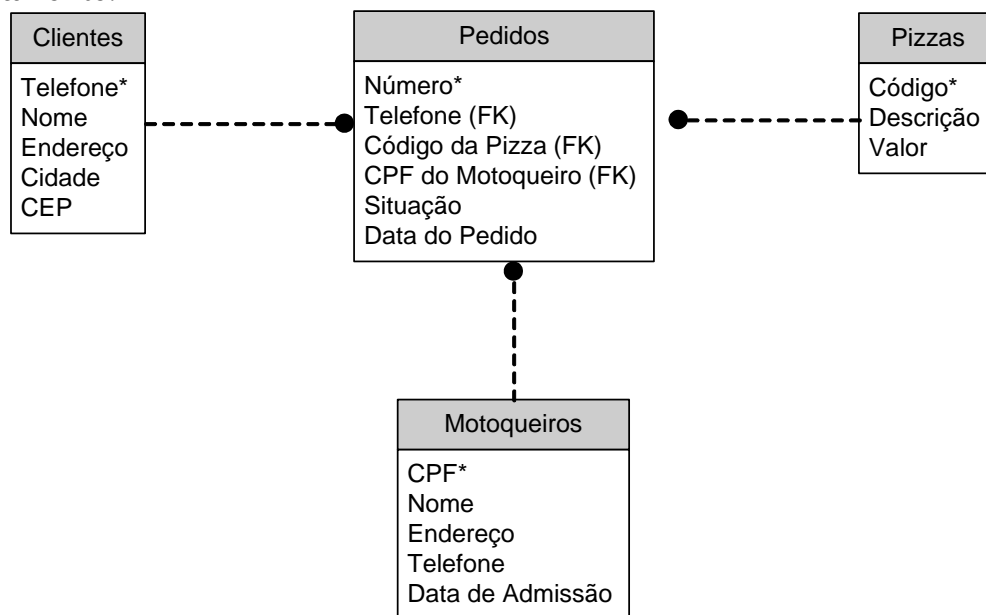 Clientes
Telefone*
Nome
Endereço
Cidade
CEP
Pedidos
Número*
Telefone (FK)
Código da Pizza (FK)
CPF do Motoqueiro (FK)
Situação
Data do Pedido
Pizzas
Código*
Descrição
Valor
Motoqueiros
CPF*
Nome
Endereço
Telefone
Data de Admissão